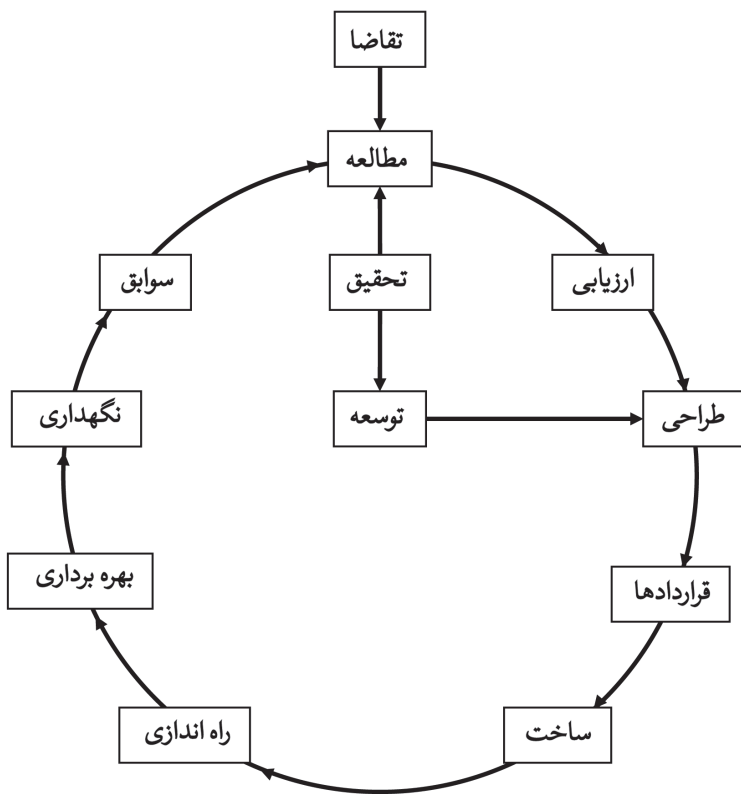 تقاضا
مطالعه
سوابق
تحقیق
ارزیابی
نگهداری
توسعه
طراحی
بهره برداری
قراردادها
راه اندازی
ساخت